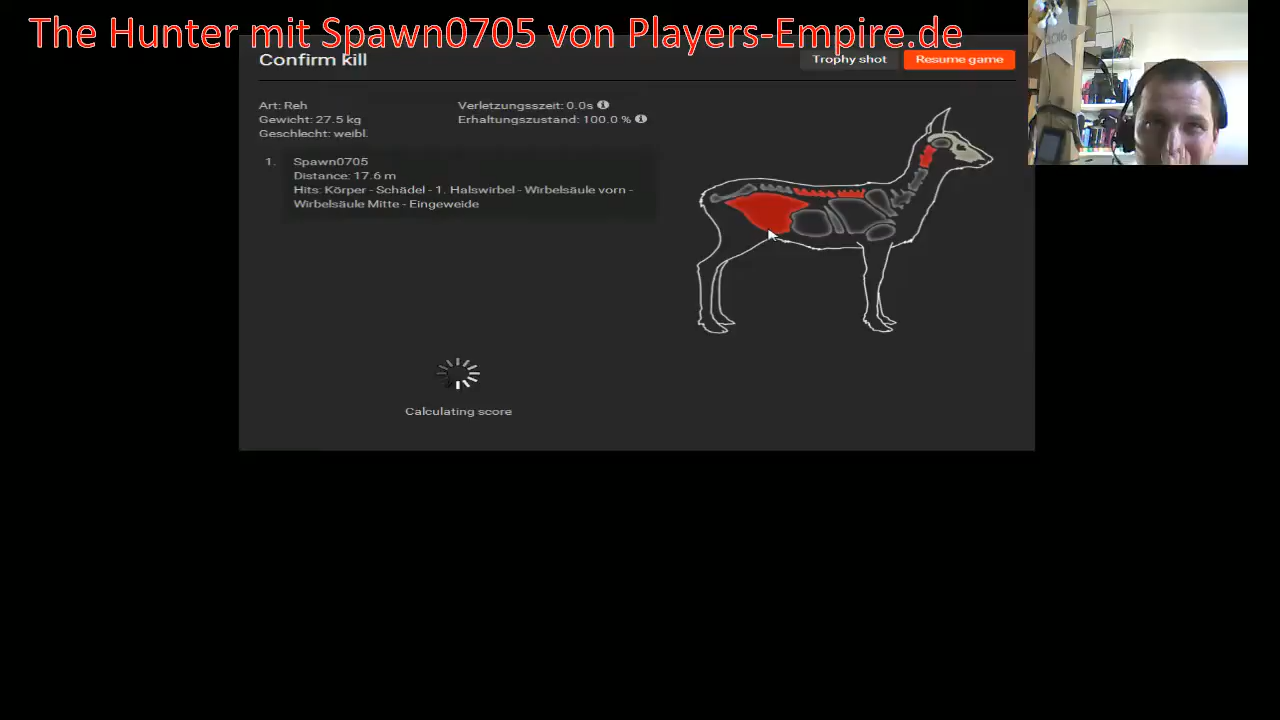 The Hunter mit Spawn0705 von Players-Empire.de
Confirm kill
Trophy shot
Resume game
Art: Reh
Gewicht: 27.5 kg
Geschlecht: weibl.
Verletzungsszeit: 0.0s
Erhaltungszustand: 100.0 %
1. Spawn0705
Distance: 17.6 m
Hits: Körper - Schädel - 1. Halswirbel - Wirbelsäule vorn -
Wirbelsäule Mitte - Eingeweide
Calculating score
2016